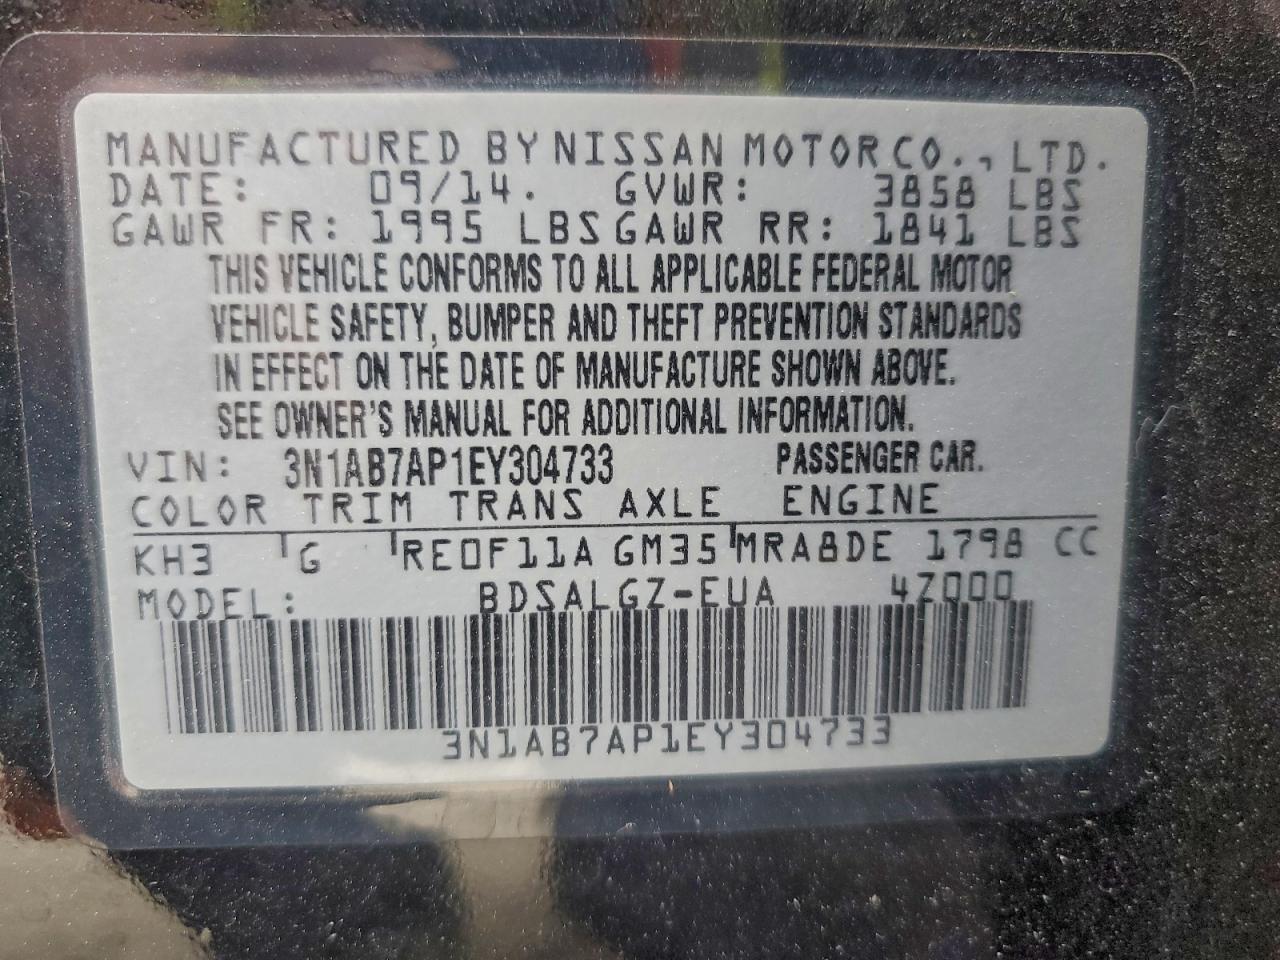 MANUFACTURED BY NISSAN MOTOR CO., LTD.
DATE: 09/14. GVWR: 3858 LBS
GAWR FR: 1995 LBS GAWR RR: 1841 LBS
THIS VEHICLE CONFORMS TO ALL APPLICABLE FEDERAL MOTOR
VEHICLE SAFETY, BUMPER AND THEFT PREVENTION STANDARDS
IN EFFECT ON THE DATE OF MANUFACTURE SHOWN ABOVE.
SEE OWNER'S MANUAL FOR ADDITIONAL INFORMATION.
VIN: 3N1AB7AP1EY304733 PASSENGER CAR.
COLOR TRIM TRANS AXLE ENGINE
KH3 G RE0F11A GM35 MRA8DE 1798 CC
MODEL: BDSALGZ-EUA 4Z000
3N1AB7AP1EY304733